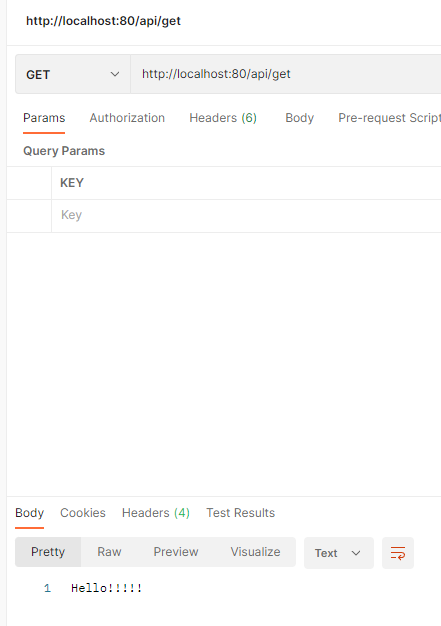 http://localhost:80/api/get
GET http://localhost:80/api/get
Params Authorization Headers (6) Body Pre-request Script
Query Params
KEY
Key
Body Cookies Headers (4) Test Results
Pretty Raw Preview Visualize Text
1 Hello!!!!!